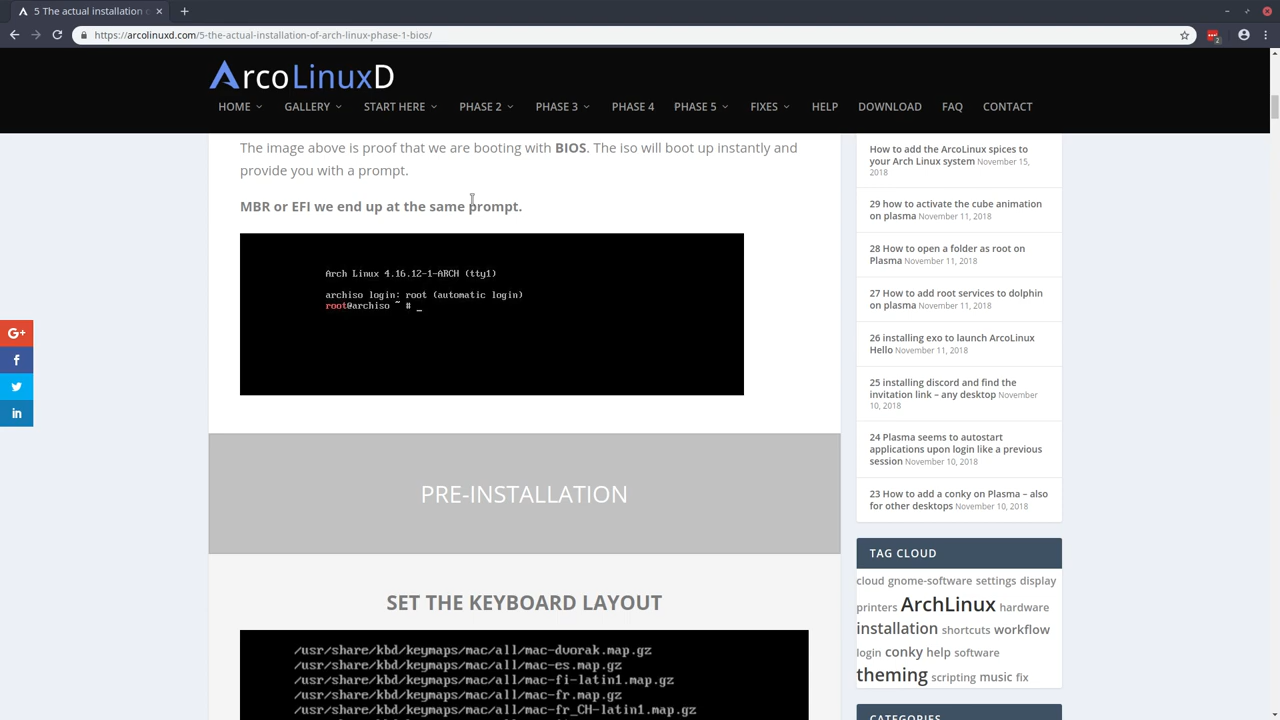 5 The actual installation
https://arcolinuxd.com/5-the-actual-installation-of-arch-linux-phase-1-bios/
2
ArcoLinuxD
HOME GALLERY START HERE PHASE 2 PHASE 3 PHASE 4 PHASE 5 FIXES HELP DOWNLOAD FAQ CONTACT
The image above is proof that we are booting with BIOS. The iso will boot up instantly and
provide you with a prompt.
MBR or EFI we end up at the same prompt.
Arch Linux 4.16.12-1-ARCH (tty1)
archiso login: root (automatic login)
root@archiso ~ # _
PRE-INSTALLATION
SET THE KEYBOARD LAYOUT
/usr/share/kbd/keymaps/mac/all/mac-dvorak.map.gz
/usr/share/kbd/keymaps/mac/all/mac-es.map.gz
/usr/share/kbd/keymaps/mac/all/mac-fi-latin1.map.gz
/usr/share/kbd/keymaps/mac/all/mac-fr.map.gz
/usr/share/kbd/keymaps/mac/all/mac-fr_CH-latin1.map.gz
How to add the ArcoLinux spices to
your Arch Linux system November 15,
2018
29 how to activate the cube animation
on plasma November 11, 2018
28 How to open a folder as root on
Plasma November 11, 2018
27 How to add root services to dolphin
on plasma November 11, 2018
26 installing exo to launch ArcoLinux
Hello November 11, 2018
25 installing discord and find the
invitation link – any desktop November
10, 2018
24 Plasma seems to autostart
applications upon login like a previous
session November 10, 2018
23 How to add a conky on Plasma – also
for other desktops November 10, 2018
TAG CLOUD
cloud gnome-software settings display
printers ArchLinux hardware
installation shortcuts workflow
login conky help software
theming scripting music fix
CATEGORIES
G+
f
in